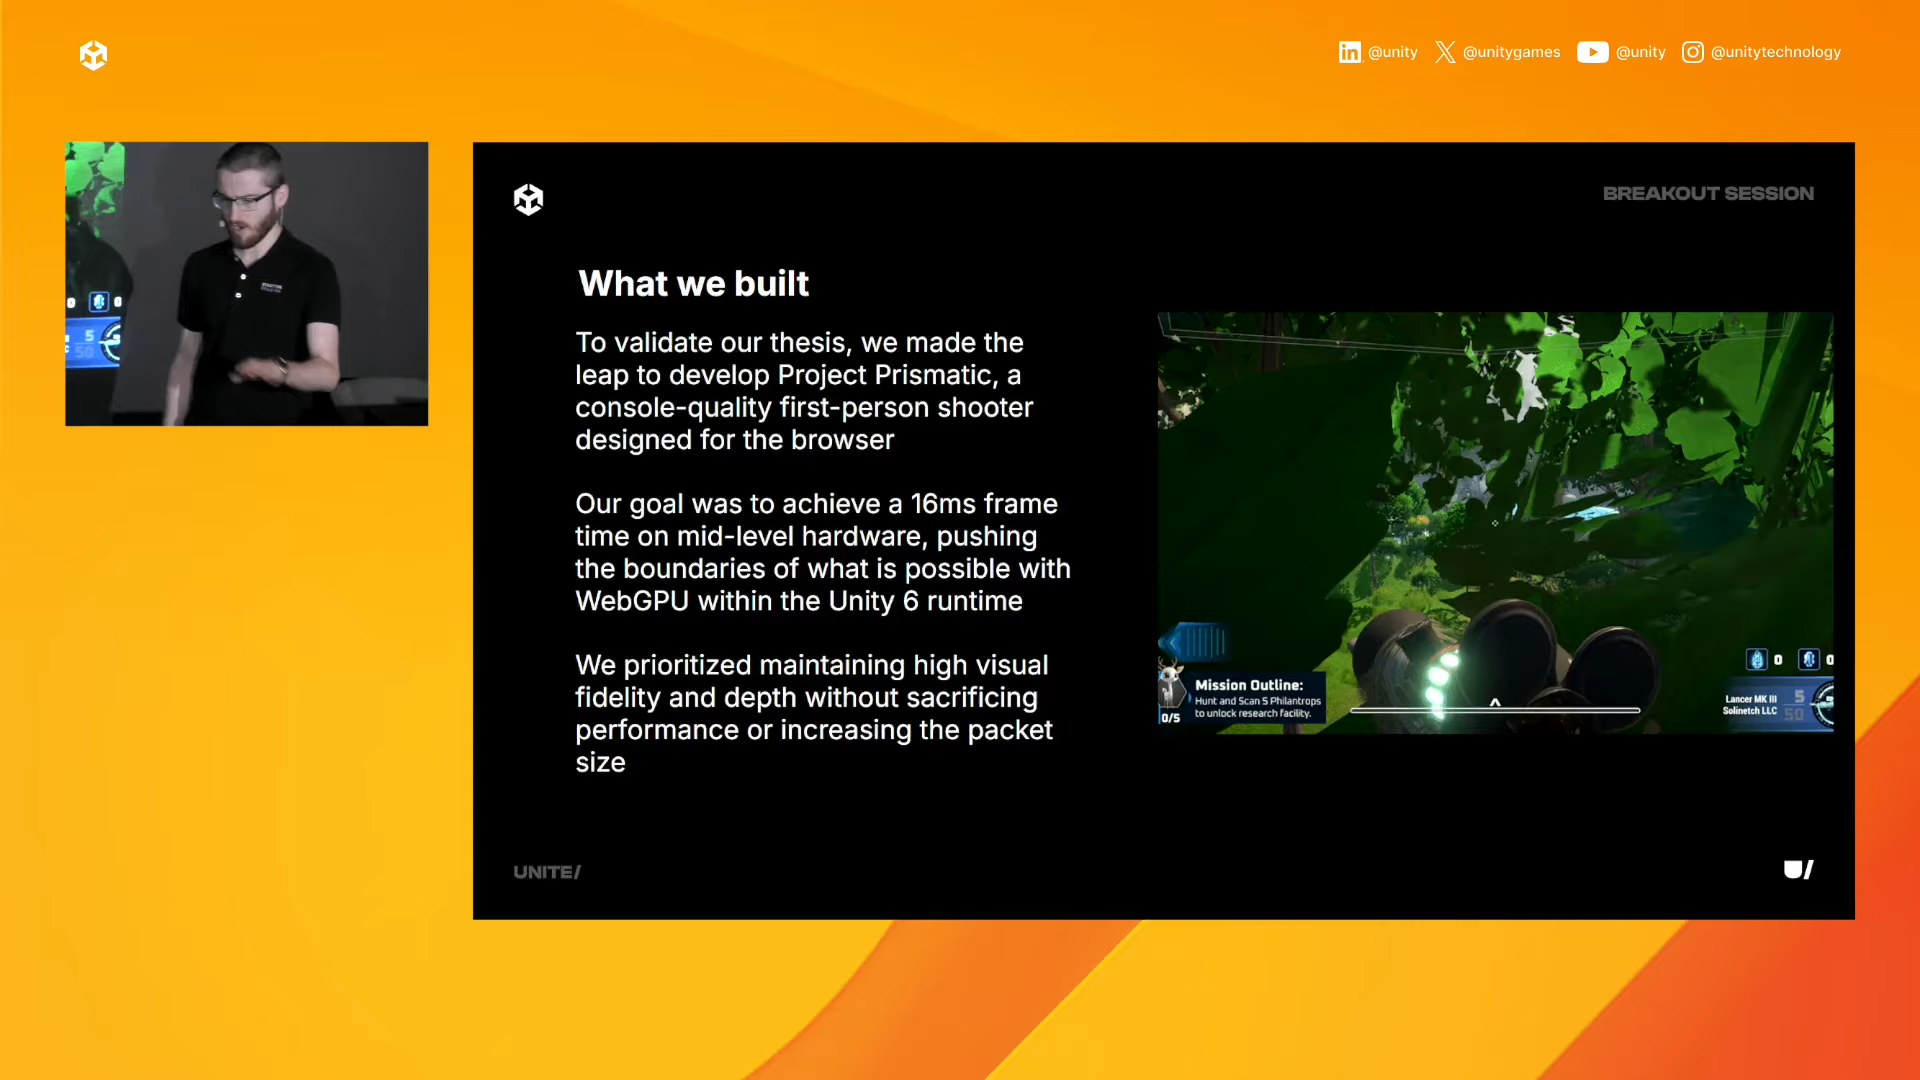 @unity @unitygames @unity @unitytechnology
BREAKOUT SESSION
What we built
To validate our thesis, we made the
leap to develop Project Prismatic, a
console-quality first-person shooter
designed for the browser
Our goal was to achieve a 16ms frame
time on mid-level hardware, pushing
the boundaries of what is possible with
WebGPU within the Unity 6 runtime
We prioritized maintaining high visual
fidelity and depth without sacrificing
performance or increasing the packet
size
Mission Outline:
Hunt and Scan 5 Philantrops
to unlock research facility.
0/5
0 0
Lancer MK III 5
Solinetch LLC 50
0 0
5
50
UNITE/
U/